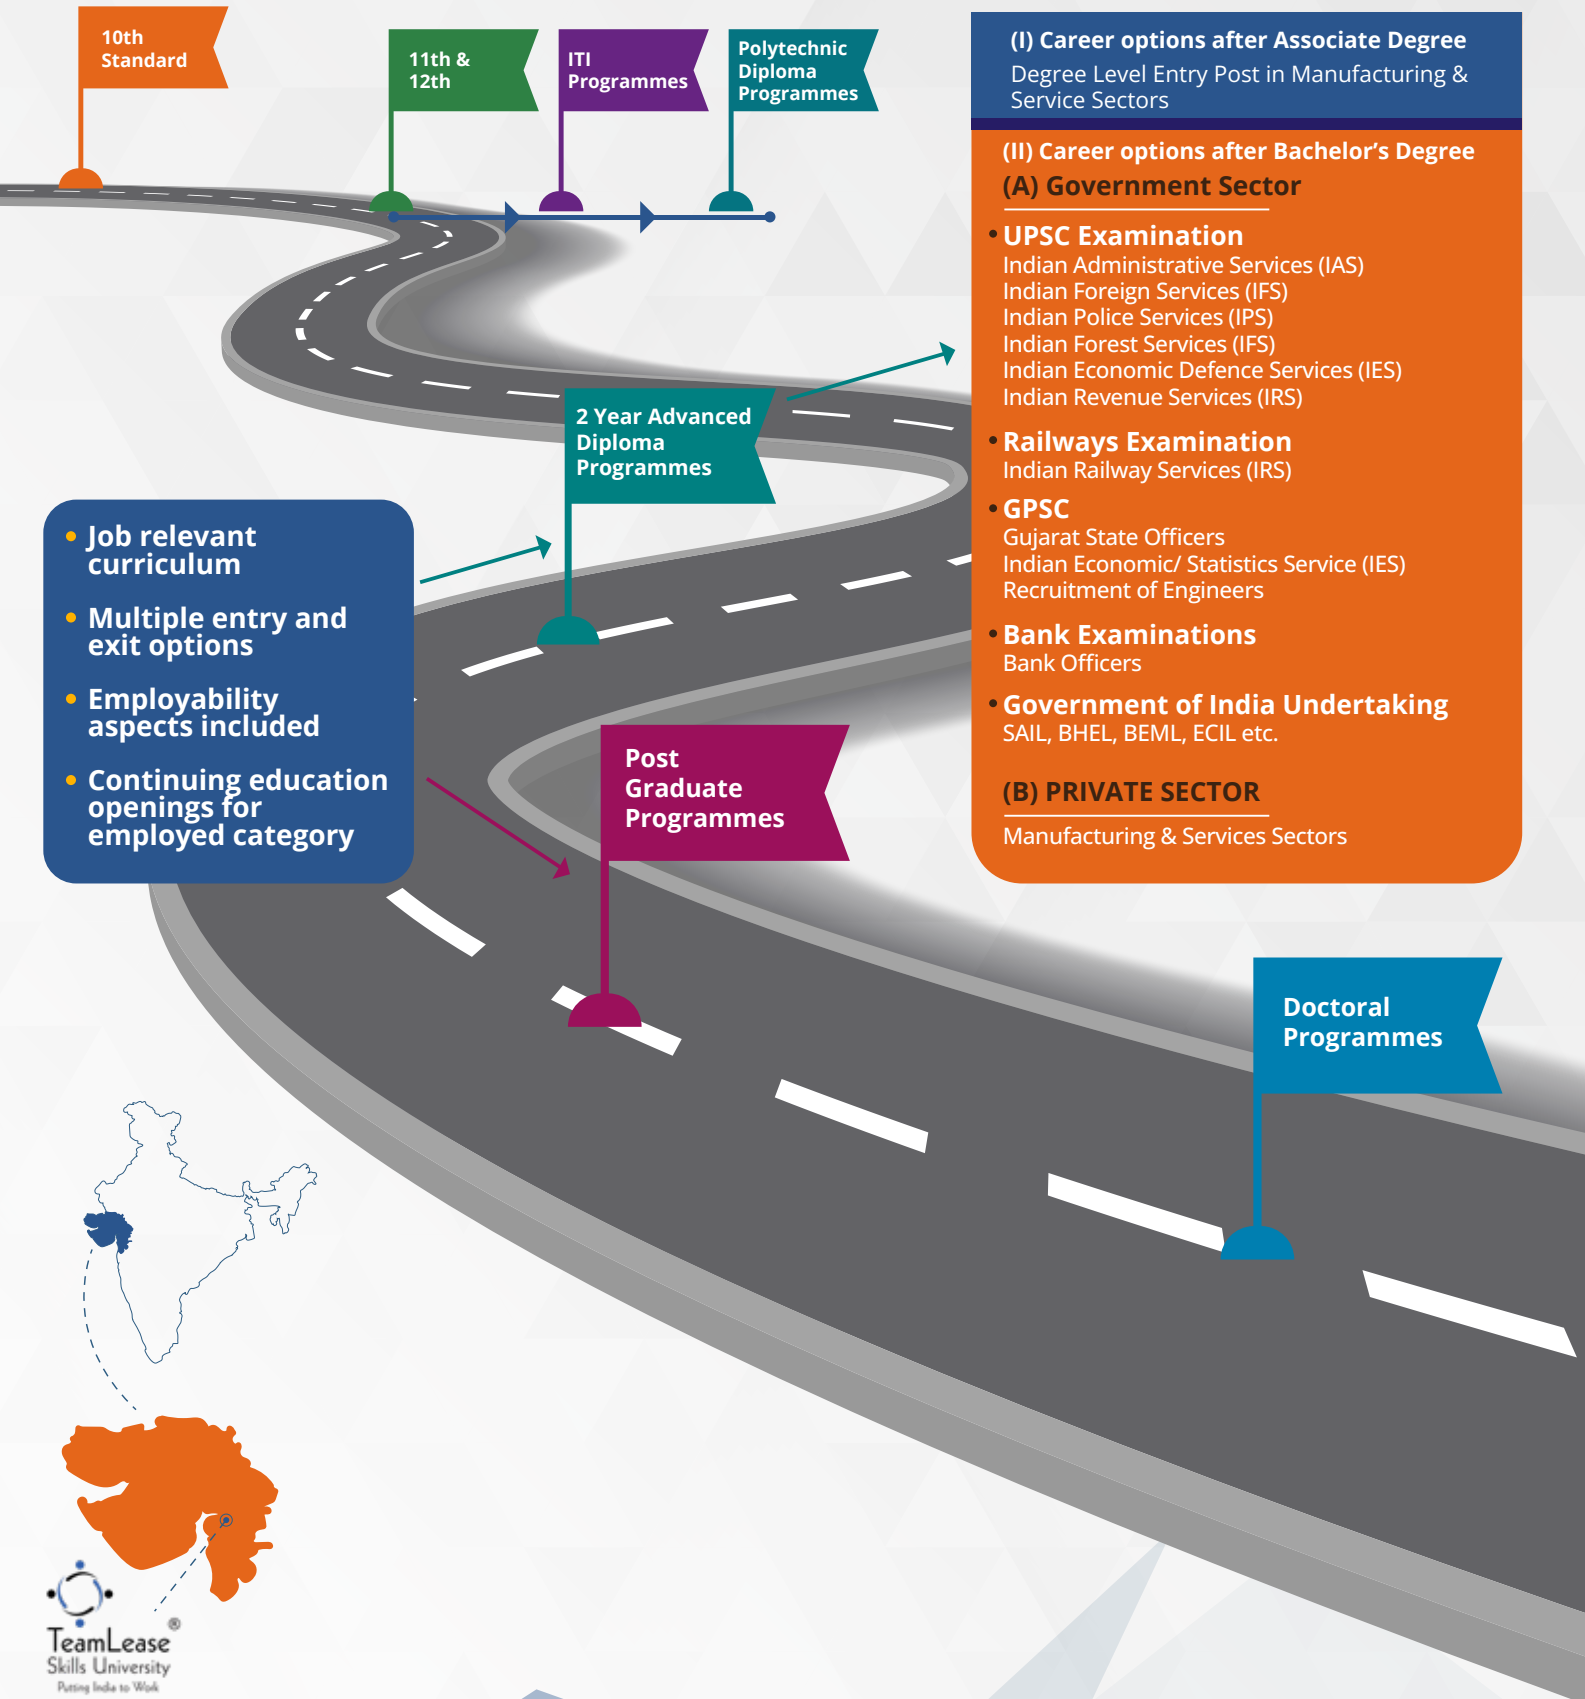 10th
Standard
11th &
12th
ITI
Programmes
Polytechnic
Diploma
Programmes
(I) Career options after Associate Degree
Degree Level Entry Post in Manufacturing &
Service Sectors
(II) Career options after Bachelor’s Degree
(A) Government Sector
• UPSC Examination
Indian Administrative Services (IAS)
Indian Foreign Services (IFS)
Indian Police Services (IPS)
Indian Forest Services (IFS)
Indian Economic Defence Services (IES)
Indian Revenue Services (IRS)
• Railways Examination
Indian Railway Services (IRS)
• GPSC
Gujarat State Officers
Indian Economic/ Statistics Service (IES)
Recruitment of Engineers
• Bank Examinations
Bank Officers
• Government of India Undertaking
SAIL, BHEL, BEML, ECIL etc.
(B) PRIVATE SECTOR
Manufacturing & Services Sectors
2 Year Advanced
Diploma
Programmes
• Job relevant
curriculum
• Multiple entry and
exit options
• Employability
aspects included
• Continuing education
openings for
employed category
Post
Graduate
Programmes
Doctoral
Programmes
TeamLease®
Skills University
Putting India to Work